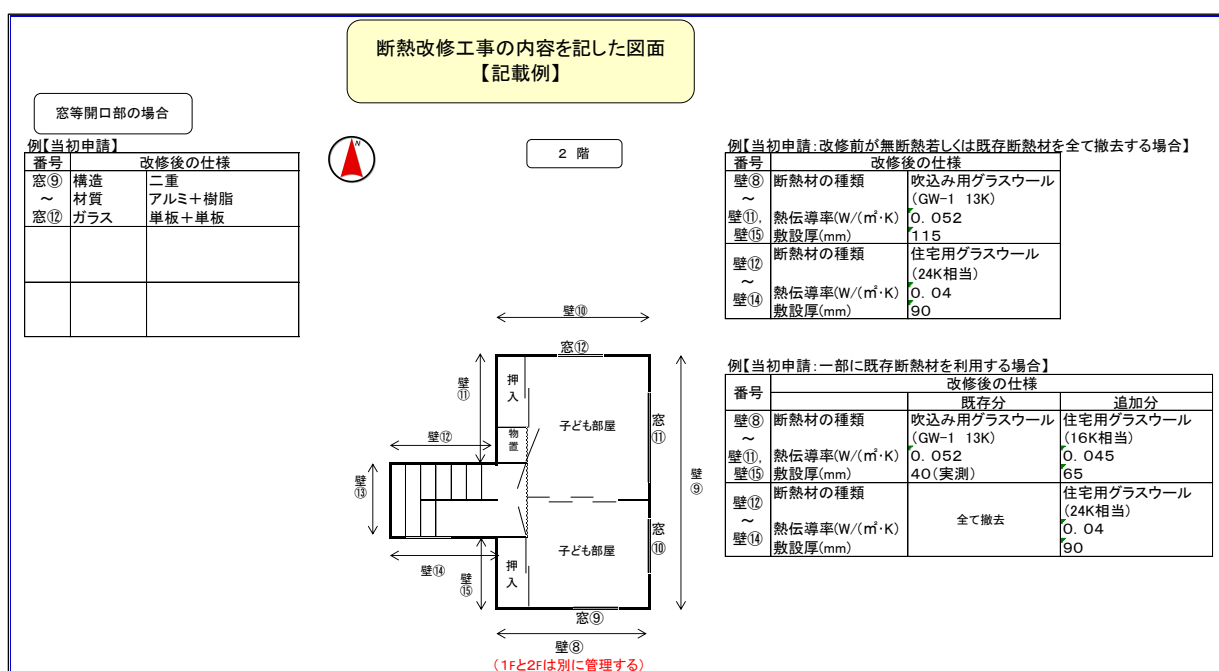 断熱改修工事の内容を記した図面
【記載例】
窓等開口部の場合
例【当初申請】
番号 改修後の仕様
窓⑨ 構造 二重
～ 材質 アルミ＋樹脂
窓⑫ ガラス 単板＋単板
N
２ 階
例【当初申請：改修前が無断熱若しくは既存断熱材を全て撤去する場合】
番号 改修後の仕様
壁⑧ 断熱材の種類 吹込み用グラスウール
～ (GW-1 13K)
壁⑪, 熱伝導率(W/(㎡・K) 0．052
壁⑮ 敷設厚(mm) 115
壁⑫ 断熱材の種類 住宅用グラスウール
～ (24K相当)
壁⑭ 熱伝導率(W/(㎡・K) 0．04
敷設厚(mm) 90
例【当初申請：一部に既存断熱材を利用する場合】
番号 改修後の仕様
既存分 追加分
壁⑧ 断熱材の種類 吹込み用グラスウール 住宅用グラスウール
～ (GW-1 13K) (16K相当)
壁⑪, 熱伝導率(W/(㎡・K) 0．052 0．045
壁⑮ 敷設厚(mm) 40(実測) 65
壁⑫ 断熱材の種類 全て撤去 住宅用グラスウール
～ (24K相当)
壁⑭ 熱伝導率(W/(㎡・K) 0．04
敷設厚(mm) 90
壁⑩
窓⑫
壁⑪
押入
子ども部屋
窓⑪
物置
壁⑫
壁⑬
壁⑨
窓⑩
子ども部屋
押入
壁⑭
壁⑮
窓⑨
壁⑧
（１Fと２Fは別に管理する）